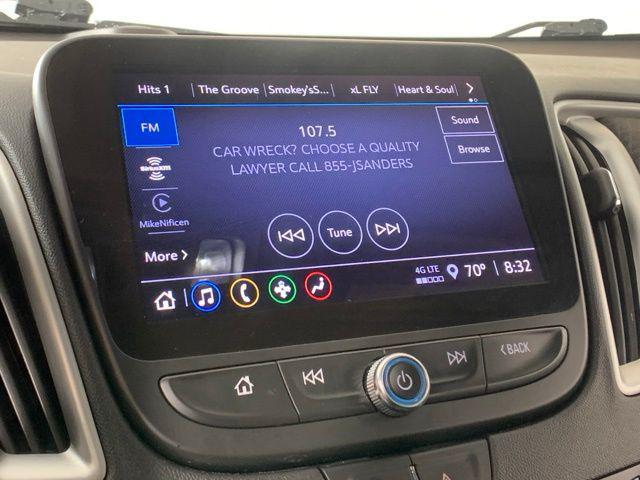 Hits 1 The Groove Smokey'sS... xL FLY Heart & Soul
FM
107.5
Sound
CAR WRECK? CHOOSE A QUALITY
LAWYER CALL 855-JSANDERS
Browse
SiriusXM
MikeNificen
Tune
More
4G LTE 70° 8:32
BACK